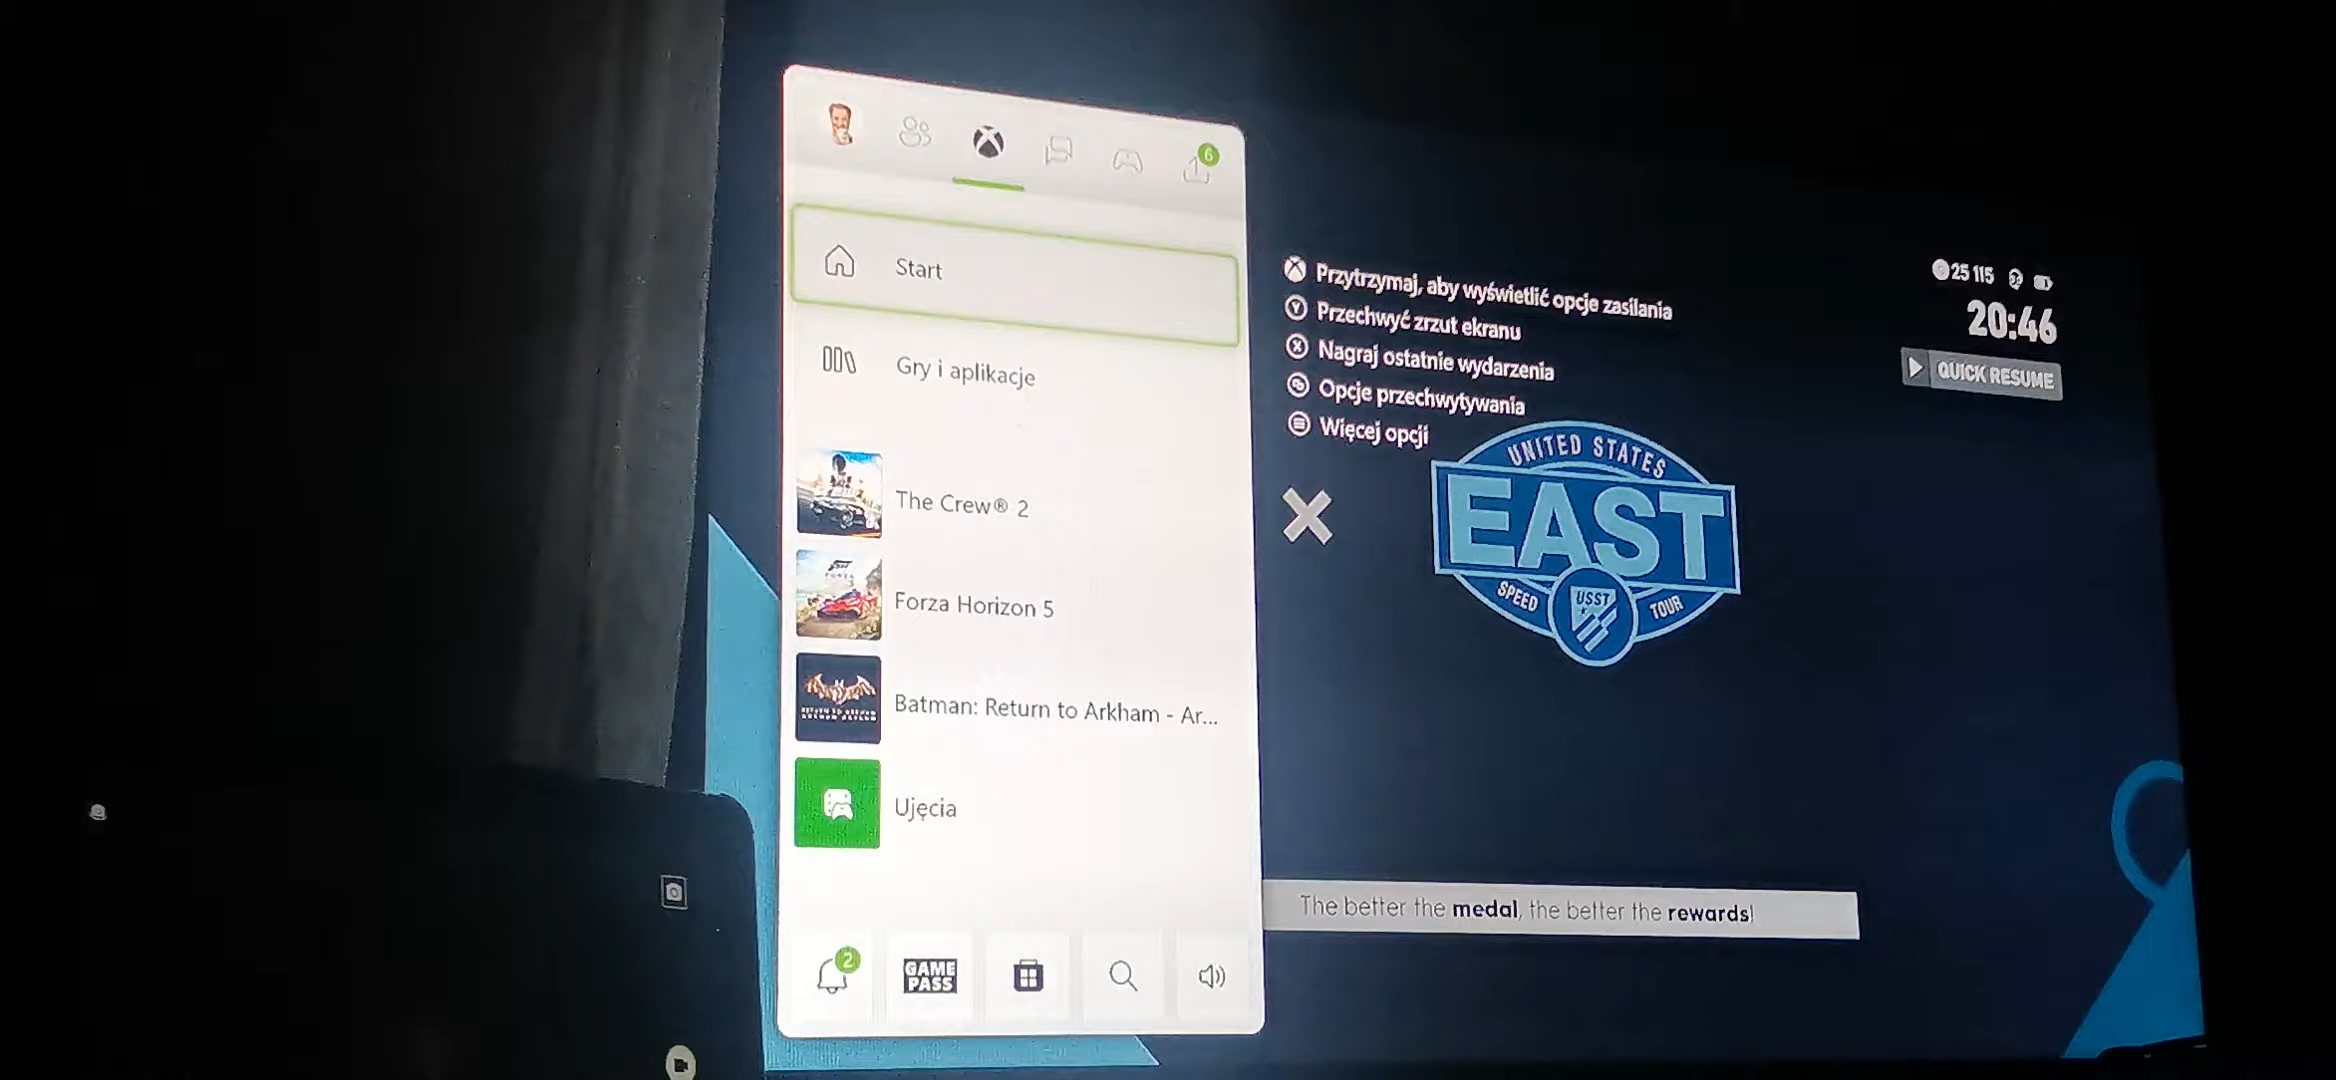 6
Start
Gry i aplikacje
The Crew® 2
Forza Horizon 5
Batman: Return to Arkham - Ar...
Ujęcia
2
GAME PASS
Przytrzymaj, aby wyświetlić opcje zasilania
Y Przechwyć zrzut ekranu
Nagraj ostatnie wydarzenia
Opcje przechwytywania
Więcej opcji
25 115
20:46
QUICK RESUME
UNITED STATES
EAST
SPEED
USST
TOUR
The better the medal, the better the rewards!